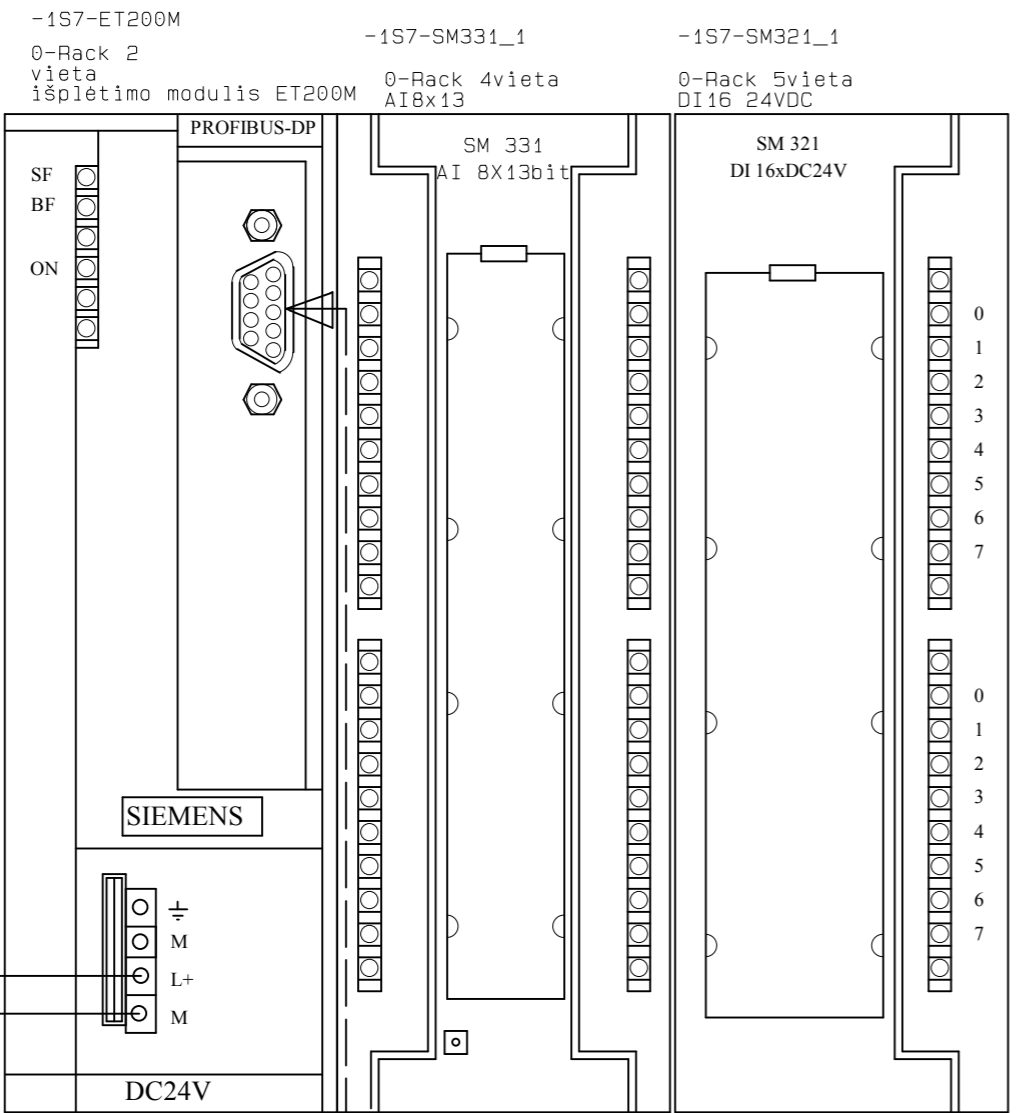 -1S7-ET200M
0-Rack 2
vieta
išplėtimo modulis ET200M
-1S7-SM331_1
0-Rack 4vieta
AI8x13
-1S7-SM321_1
0-Rack 5vieta
DI16 24VDC
PROFIBUS-DP
SF
BF
ON
SIEMENS
M
L+
M
DC24V
SM 331
AI 8X13bit
SM 321
DI 16xDC24V
0
1
2
3
4
5
6
7
0
1
2
3
4
5
6
7